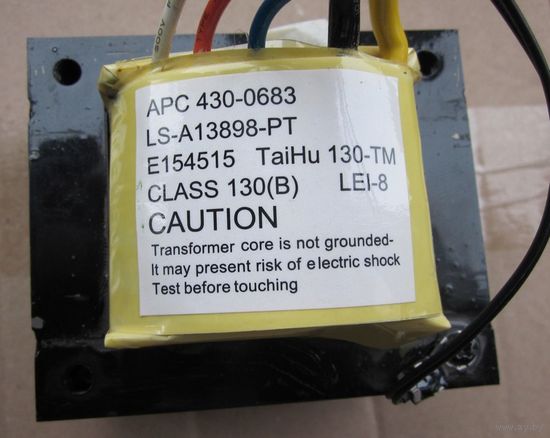 APC 430-0683
LS-A13898-PT
E154515 TaiHu 130-TM
CLASS 130(B) LEI-8
CAUTION
Transformer core is not grounded-
It may present risk of electric shock
Test before touching